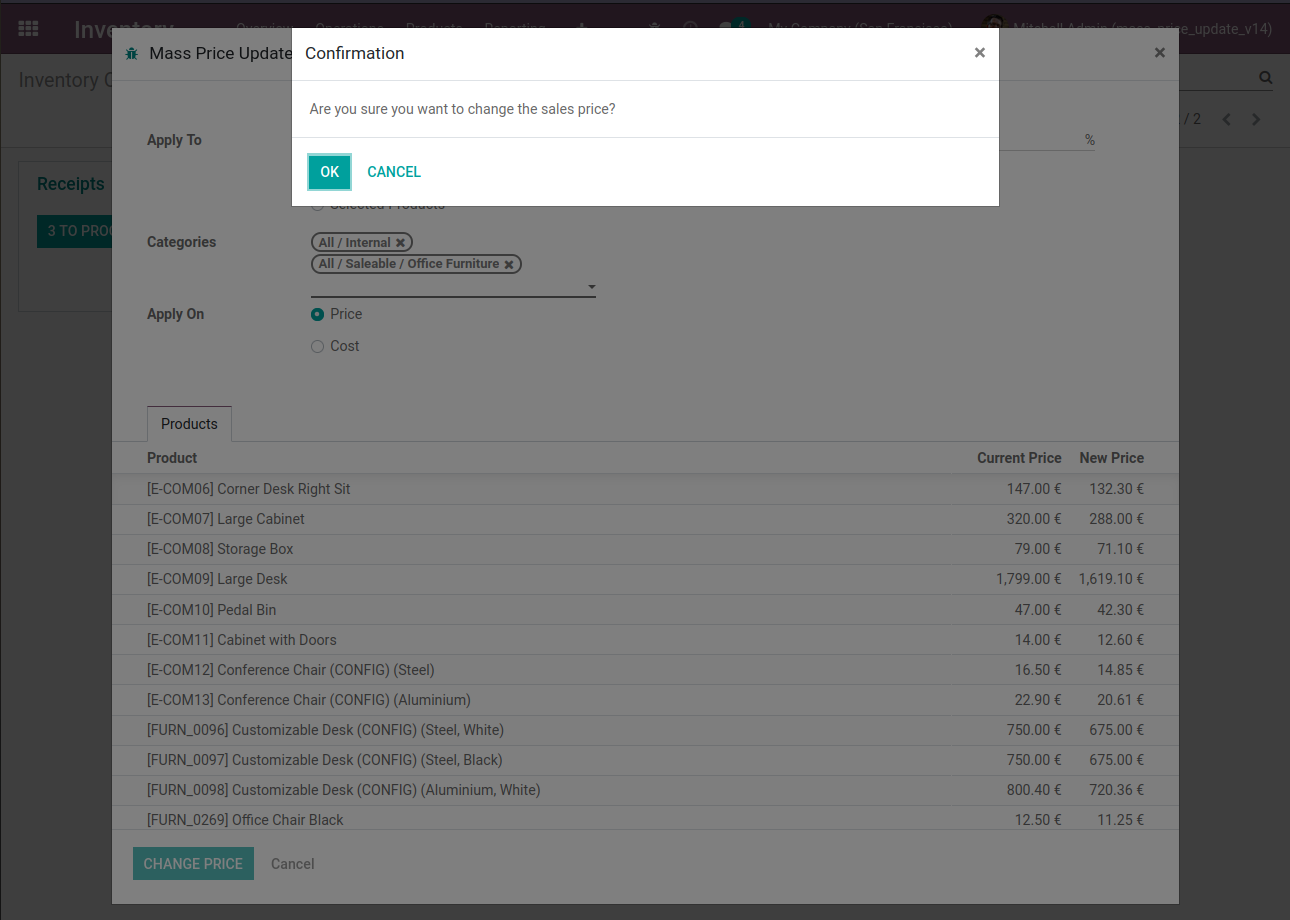 Inventory Overview Operations Products Reporting 4 My Company (San Francisco) Mitchell Admin (mass_price_update_v14)
Mass Price Update
Confirmation
Inventory
Are you sure you want to change the sales price?
/ 2
Apply To
%
OK CANCEL
Receipts
Selected Products
3 TO PROC
Categories
All / Internal
All / Saleable / Office Furniture
Apply On
Price
Cost
Products
Product Current Price New Price
[E-COM06] Corner Desk Right Sit 147.00 € 132.30 €
[E-COM07] Large Cabinet 320.00 € 288.00 €
[E-COM08] Storage Box 79.00 € 71.10 €
[E-COM09] Large Desk 1,799.00 € 1,619.10 €
[E-COM10] Pedal Bin 47.00 € 42.30 €
[E-COM11] Cabinet with Doors 14.00 € 12.60 €
[E-COM12] Conference Chair (CONFIG) (Steel) 16.50 € 14.85 €
[E-COM13] Conference Chair (CONFIG) (Aluminium) 22.90 € 20.61 €
[FURN_0096] Customizable Desk (CONFIG) (Steel, White) 750.00 € 675.00 €
[FURN_0097] Customizable Desk (CONFIG) (Steel, Black) 750.00 € 675.00 €
[FURN_0098] Customizable Desk (CONFIG) (Aluminium, White) 800.40 € 720.36 €
[FURN_0269] Office Chair Black 12.50 € 11.25 €
CHANGE PRICE Cancel